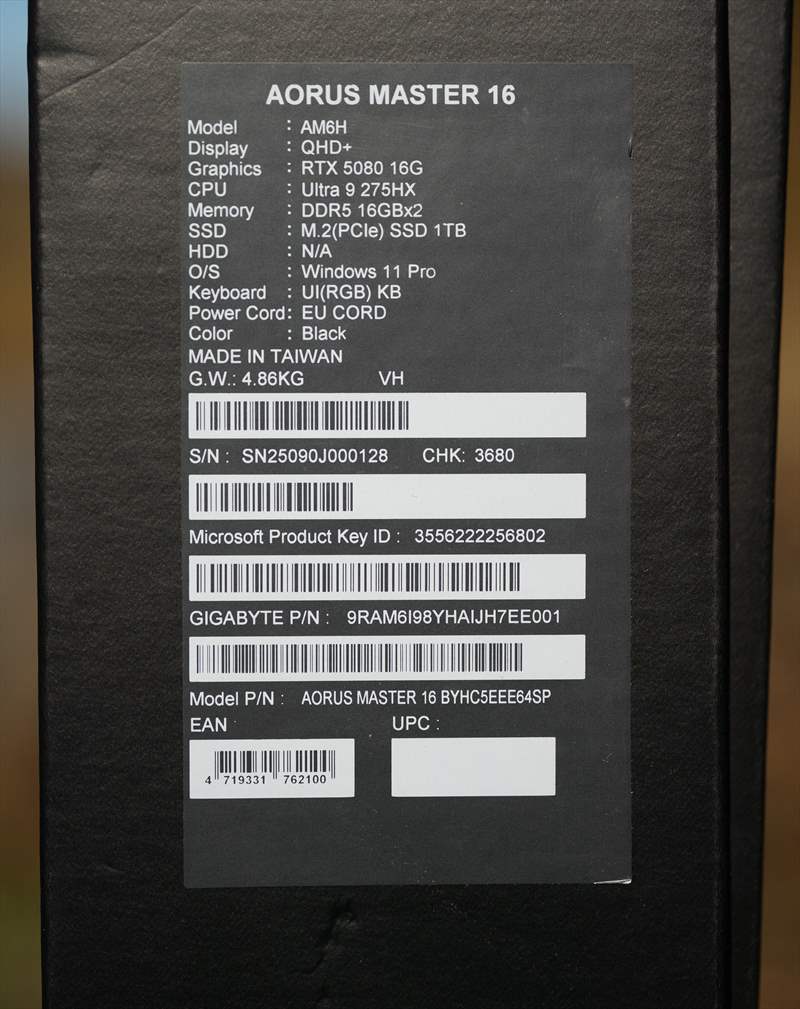 AORUS MASTER 16
Model : AM6H
Display : QHD+
Graphics : RTX 5080 16G
CPU : Ultra 9 275HX
Memory : DDR5 16GBx2
SSD : M.2(PCIe) SSD 1TB
HDD : N/A
O/S : Windows 11 Pro
Keyboard : UI(RGB) KB
Power Cord: EU CORD
Color : Black
MADE IN TAIWAN
G.W.: 4.86KG VH
S/N : SN25090J000128 CHK: 3680
Microsoft Product Key ID : 3556222256802
GIGABYTE P/N : 9RAM6I98YHAIJH7EE001
Model P/N : AORUS MASTER 16 BYHC5EEE64SP
EAN UPC :
4 719331 762100